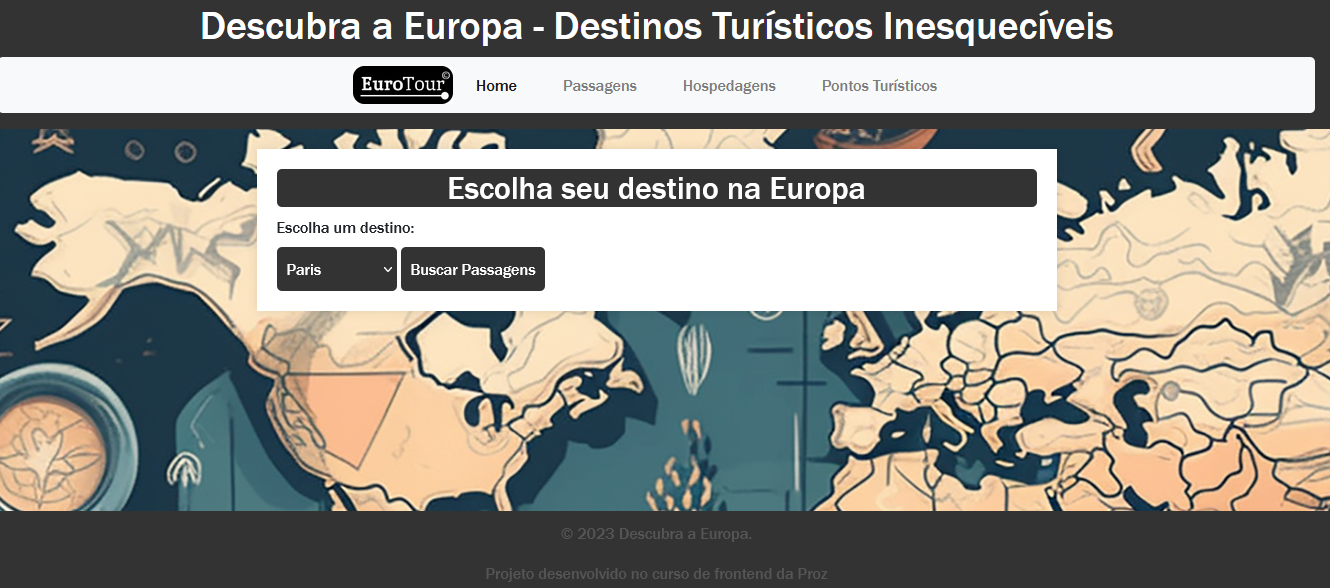 Descubra a Europa - Destinos Turísticos Inesquecíveis
EuroTour© Home Passagens Hospedagens Pontos Turísticos
Escolha seu destino na Europa
Escolha um destino:
Paris Buscar Passagens
© 2023 Descubra a Europa.
Projeto desenvolvido no curso de frontend da Proz